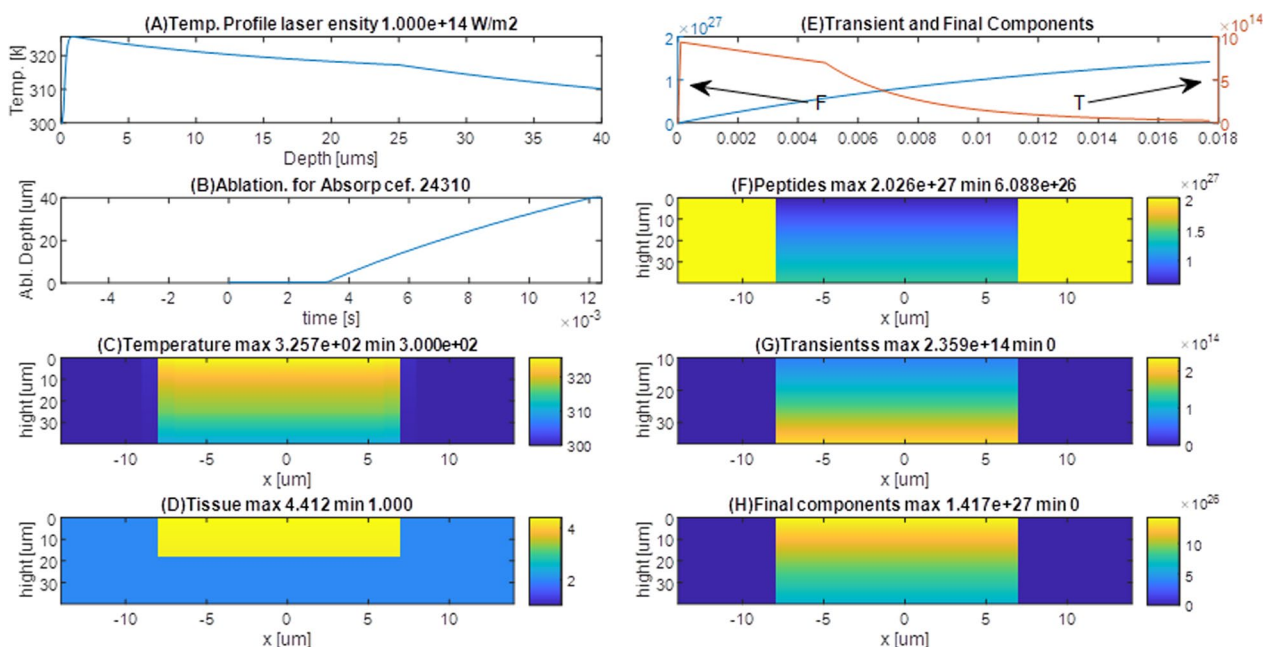 (A)Temp. Profile laser ensity 1.000e+14 W/m2
Temp. [k]
320
300
0 5 10 15 20 25 30 35 40
Depth [ums]
(B)Ablation. for Absorp cef. 24310
Abl. Depth [um]
40
20
0
-4 -2 0 2 4 6 8 10 12
time [s]
×10-3
(C)Temperature max 3.257e+02 min 3.000e+02
hight [um]
0
10
20
30
-10 -5 0 5 10
x [um]
320
310
300
(D)Tissue max 4.412 min 1.000
hight [um]
0
10
20
30
-10 -5 0 5 10
x [um]
4
2
(E)Transient and Final Components
2 ×1027
1
0
×10 14
10
5
0
F
T
0 0.002 0.004 0.006 0.008 0.01 0.012 0.014 0.016 0.018
(F)Peptides max 2.026e+27 min 6.088e+26
hight [um]
0
10
20
30
-10 -5 0 5 10
x [um]
×1027
2
1.5
1
(G)Transientss max 2.359e+14 min 0
hight [um]
10
20
30
-10 -5 0 5 10
x [um]
×1014
2
1
0
(H)Final components max 1.417e+27 min 0
hight [um]
0
10
20
30
-10 -5 0 5 10
x [um]
×1026
10
5
0